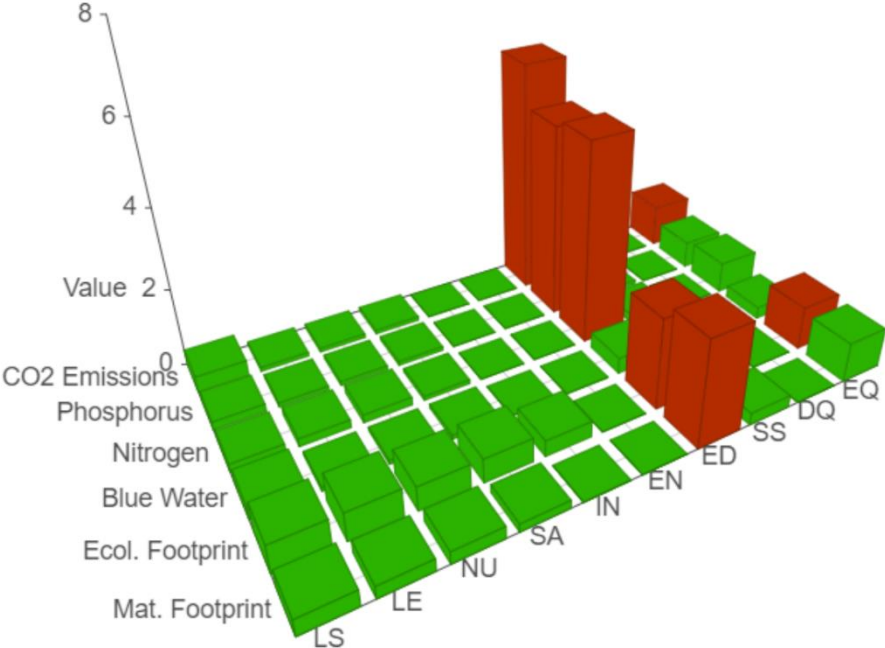 8
6
4
Value 2
0
CO2 Emissions
Phosphorus
Nitrogen
Blue Water
Ecol. Footprint
Mat. Footprint
LS
LE
NU
SA
IN
EN
ED
SS
DQ
EQ